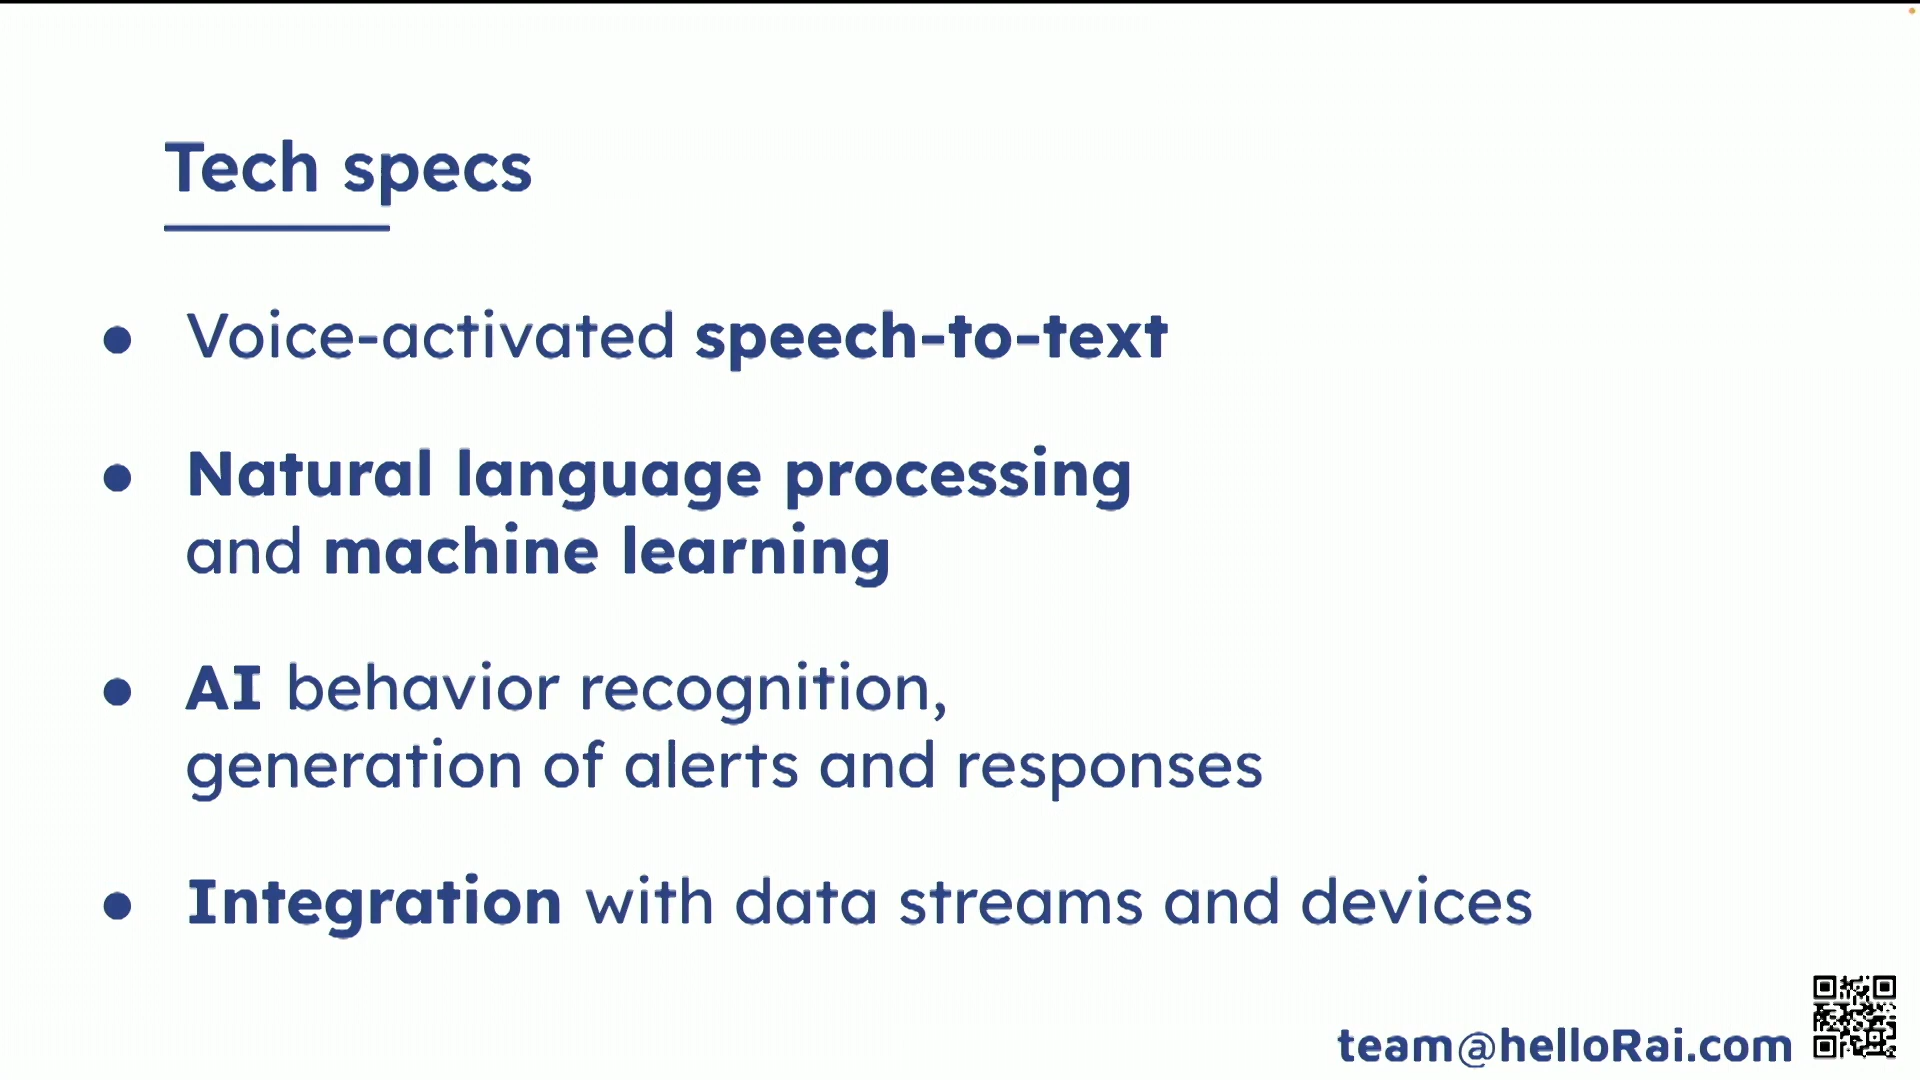 Tech specs
● Voice-activated speech-to-text
● Natural language processing
and machine learning
● AI behavior recognition,
generation of alerts and responses
● Integration with data streams and devices
team@helloRai.com